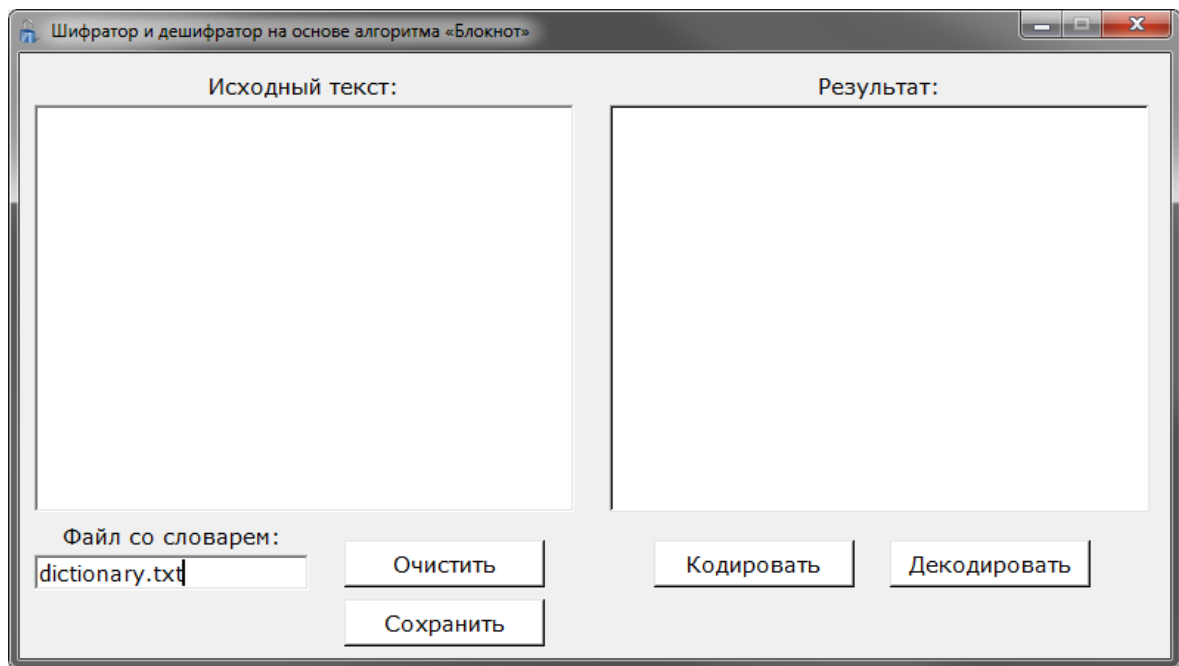 Шифратор и дешифратор на основе алгоритма «Блокнот»
Исходный текст:
Результат:
Файл со словарем:
dictionary.txt
Очистить
Кодировать
Декодировать
Сохранить